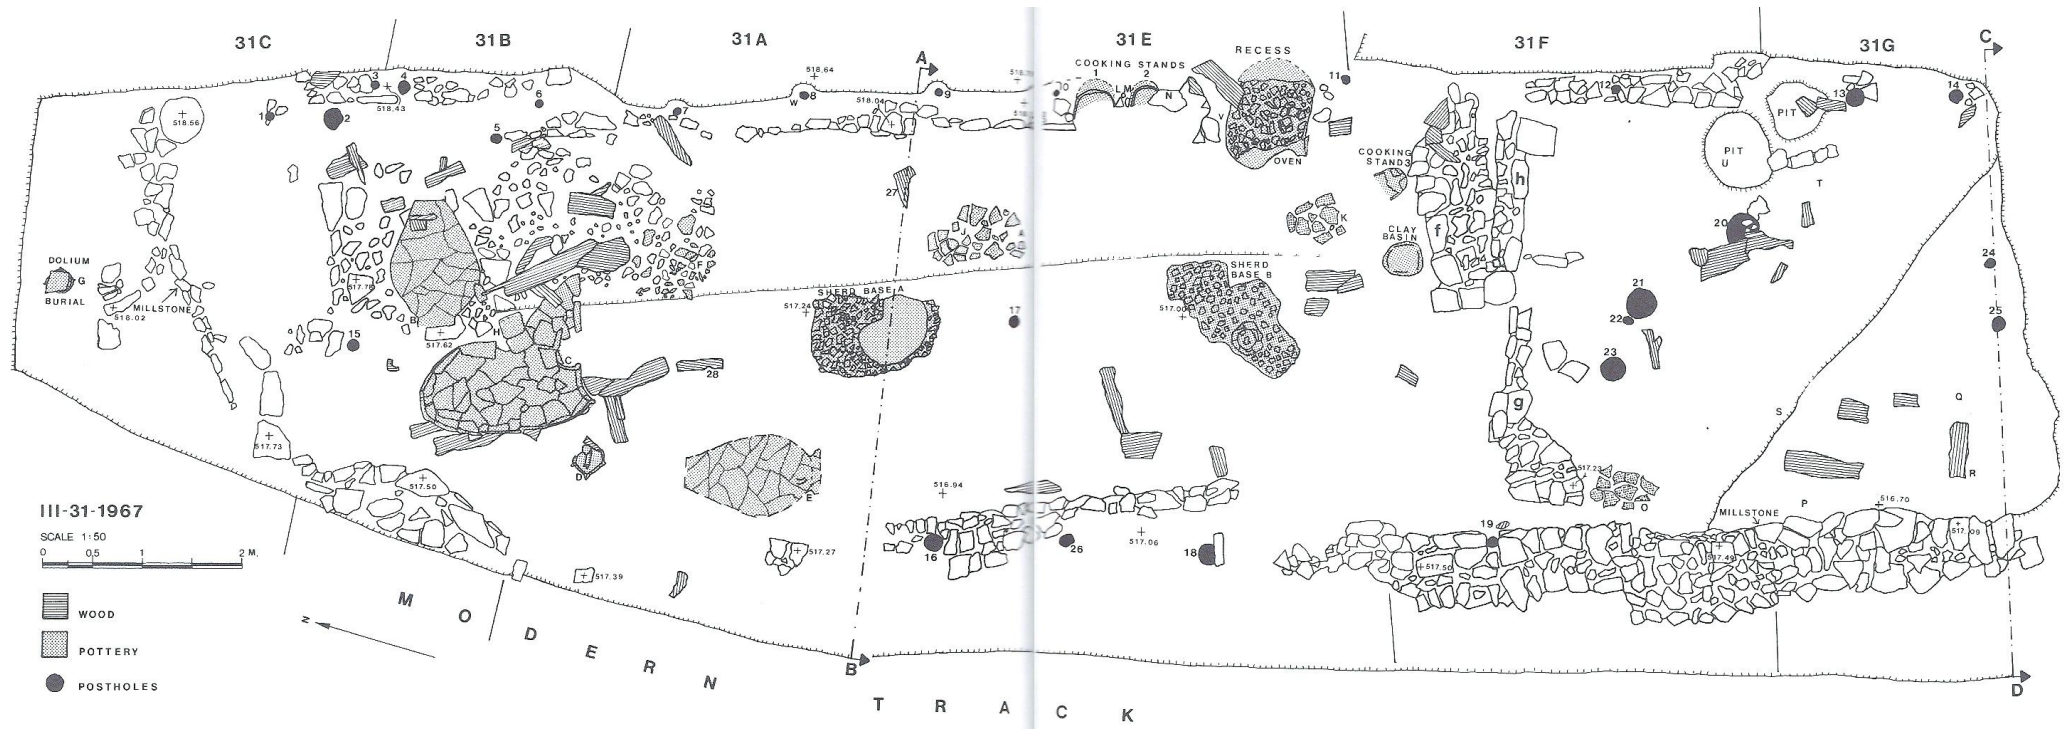 31C
31B
31A
31E
31F
31G
A
C
RECESS
COOKING STANDS
1
2
L
M
N
V
OVEN
518.64
518.43
518.04
518.56
3
4
1
2
5
6
7
W
8
9
10
11
12
13
14
PIT
PIT
U
T
COOKING
STAND3
CLAY
BASIN
f
h
K
J
A
27
F
20
24
25
21
22
23
DOLIUM
G
BURIAL
MILLSTONE
518.02
517.78
B
15
517.62
H
D
C
28
SHERD BASE A
517.24
17
SHERD
BASE B
517.00
g
S
Q
R
P
517.73
517.50
D
E
516.94
517.23
O
MILLSTONE
516.70
517.09
517.49
517.50
19
18
517.06
26
16
517.27
517.39
III-31-1967
SCALE 1:50
0 0,5 1 2 M.
WOOD
POTTERY
POSTHOLES
N
B
D
MODERN
TRACK